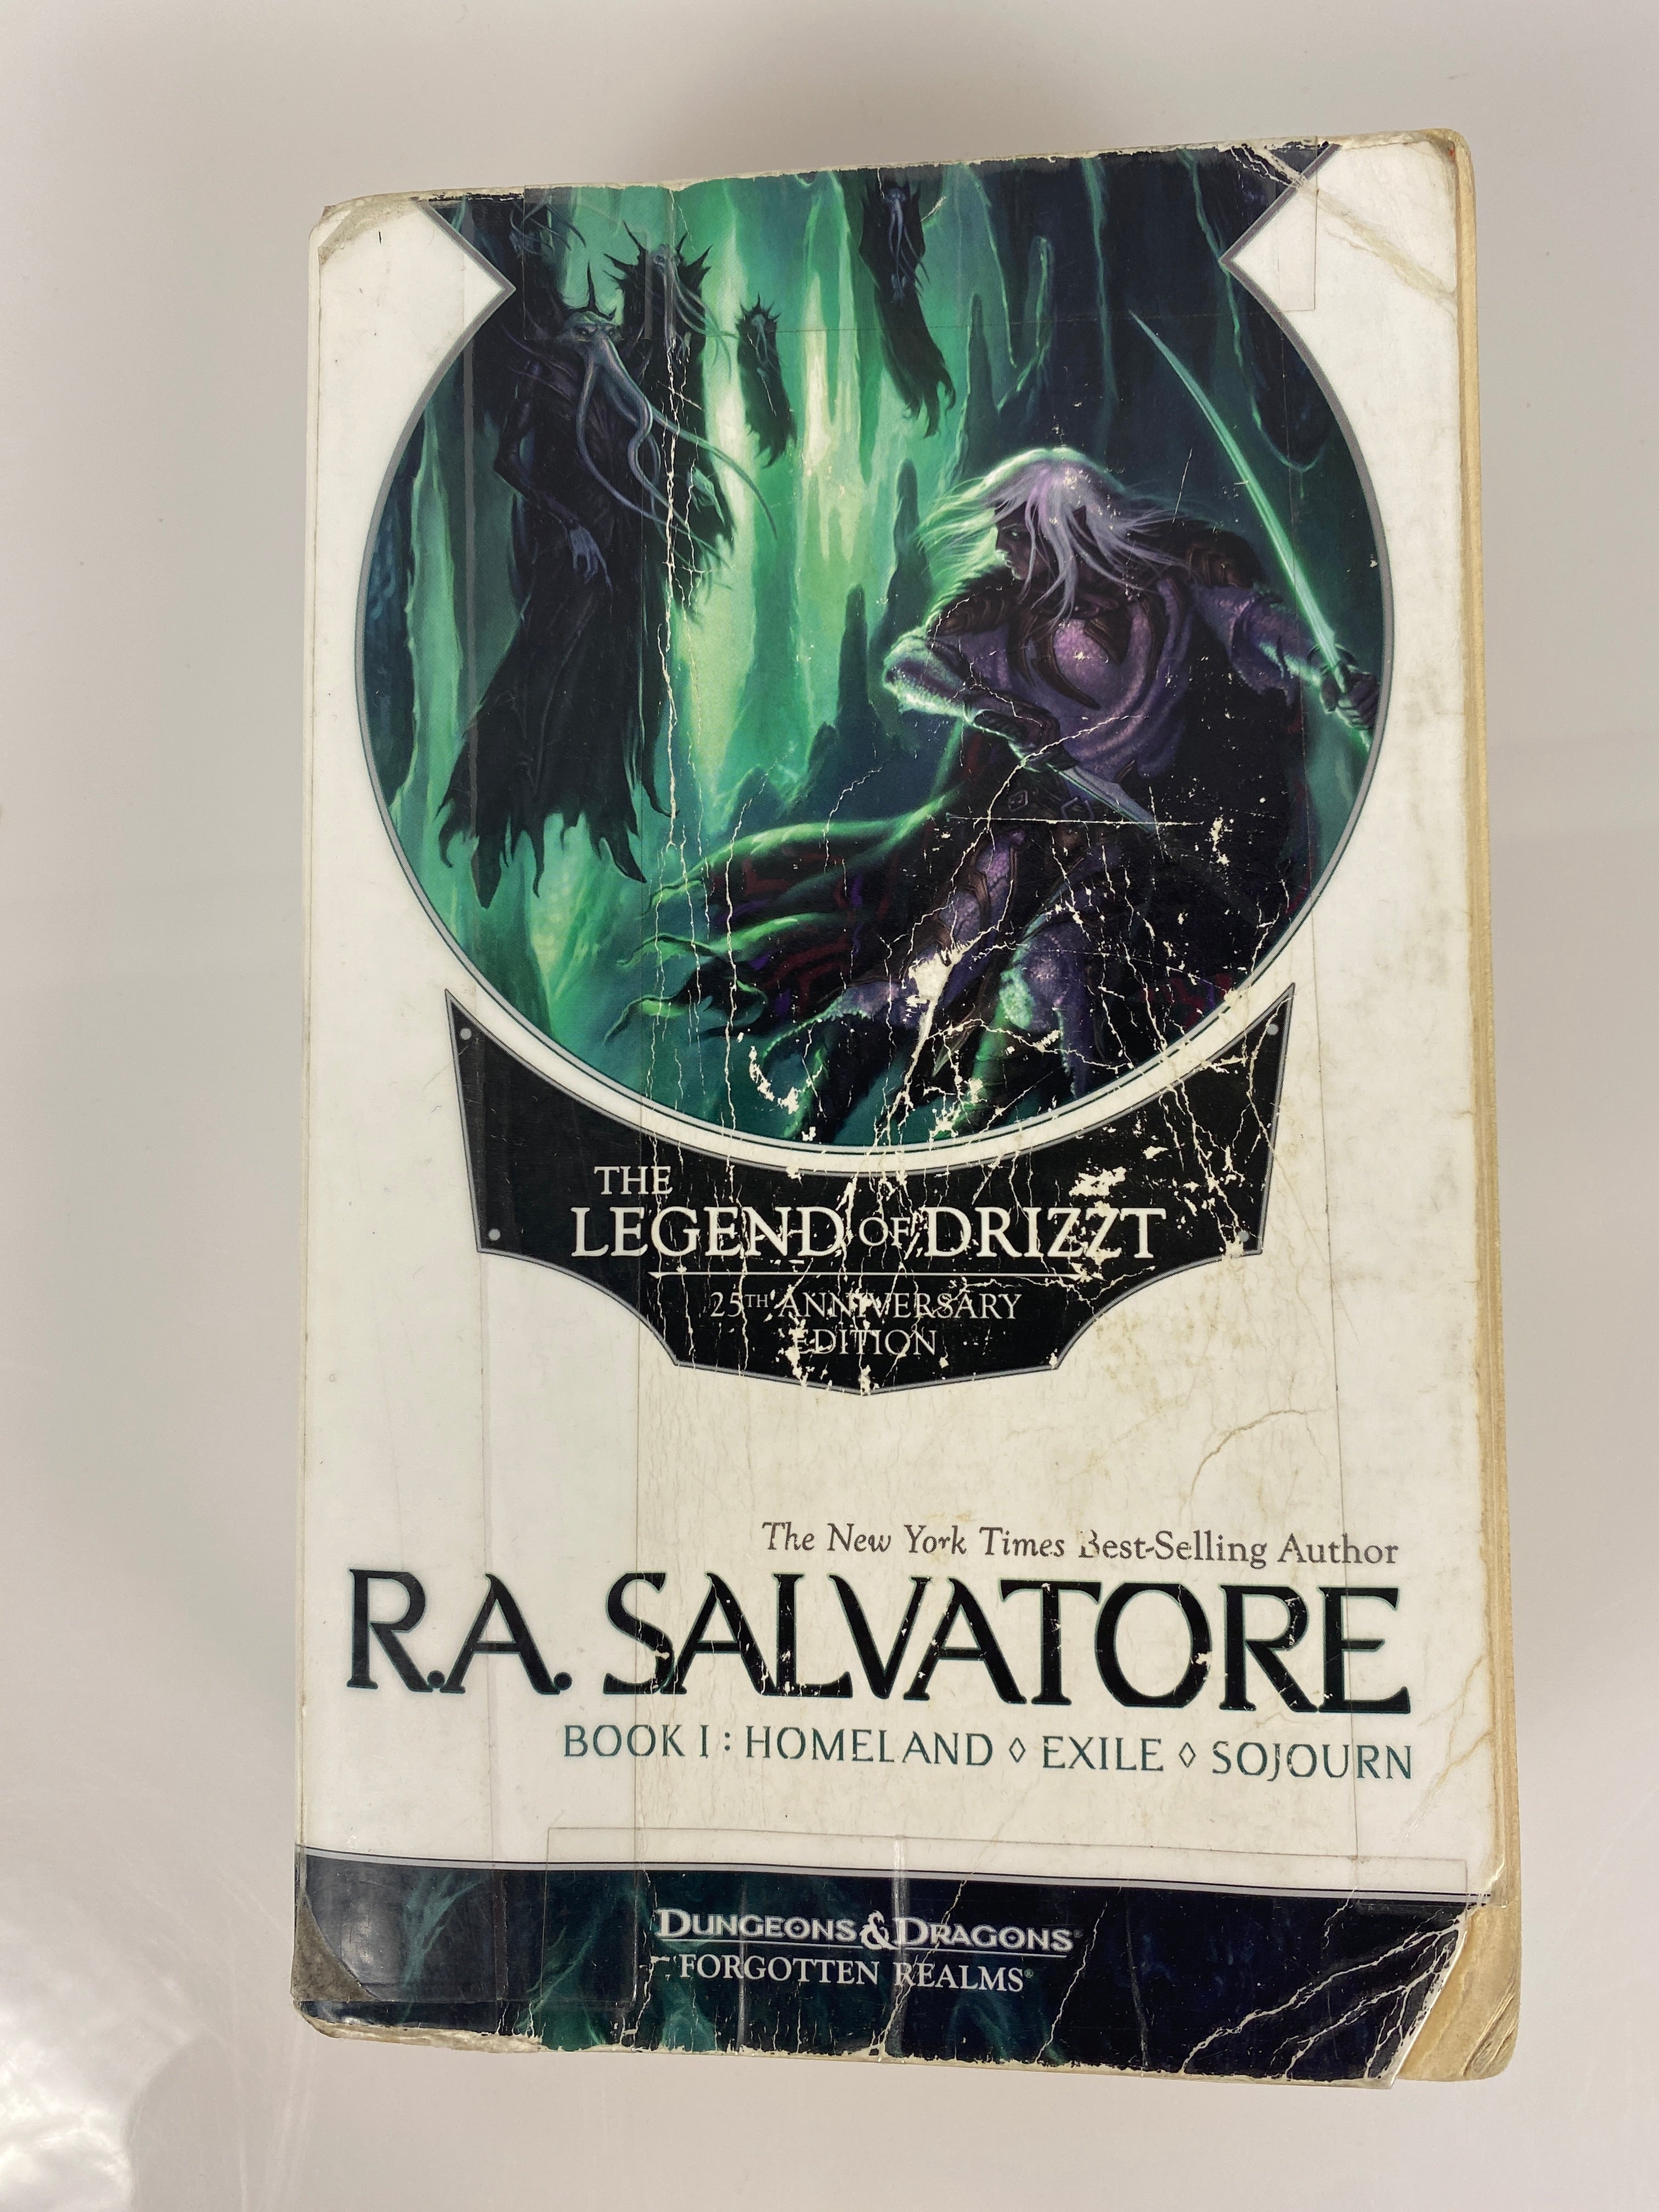 THE
LEGEND OF DRIZZT
25TH ANNIVERSARY
EDITION
The New York Times Best-Selling Author
R.A. SALVATORE
BOOK I: HOMELAND ◊ EXILE ◊ SOJOURN
DUNGEONS & DRAGONS®
FORGOTTEN REALMS®